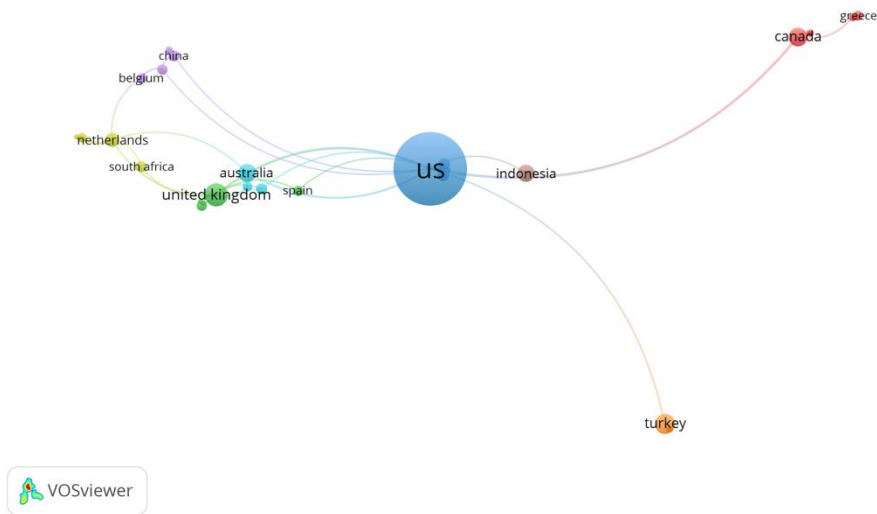 greece
canada
china
belgium
netherlands
south africa
australia
us
indonesia
united kingdom
spain
turkey
VOSviewer